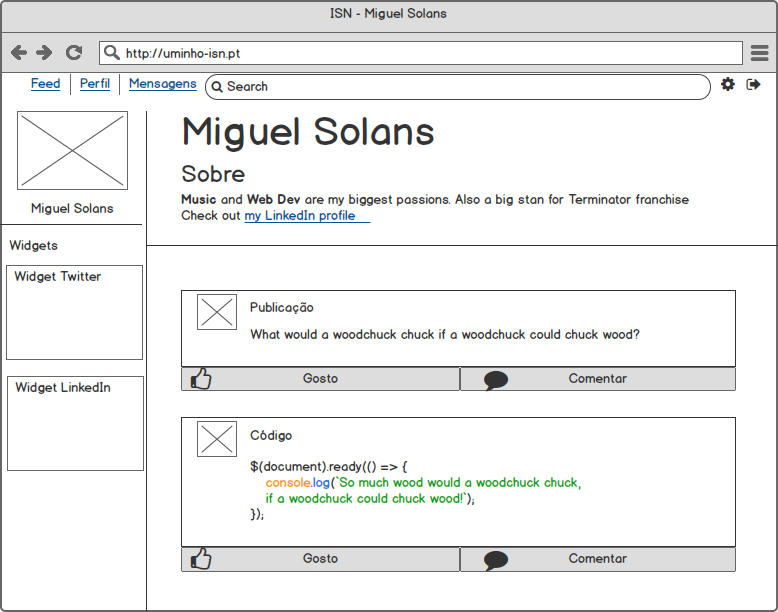 ISN - Miguel Solans
http://uminho-isn.pt
Feed Perfil Mensagens Search
Miguel Solans
Widgets
Widget Twitter
Widget LinkedIn
Miguel Solans
Sobre
Music and Web Dev are my biggest passions. Also a big stan for Terminator franchise
Check out my LinkedIn profile
Publicação
What would a woodchuck chuck if a woodchuck could chuck wood?
Gosto Comentar
Código
$(document).ready(() => {
console.log(`So much wood would a woodchuck chuck,
if a woodchuck could chuck wood!`);
});
Gosto Comentar